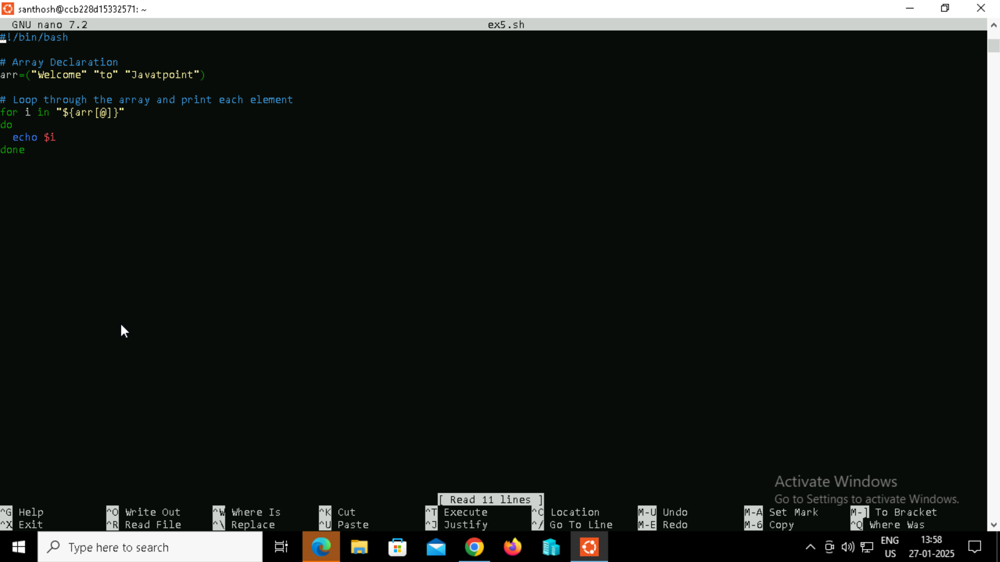 santhosh@ccb228d15332571: ~
GNU nano 7.2 ex5.sh
#!/bin/bash
# Array Declaration
arr=("Welcome" "to" "Javatpoint")
# Loop through the array and print each element
for i in "${arr[@]}"
do
echo $i
done
Activate Windows
Go to Settings to activate Windows.
[ Read 11 lines ]
^G Help ^O Write Out ^W Where Is ^K Cut ^T Execute ^C Location M-U Undo M-A Set Mark M-] To Bracket
^X Exit ^R Read File ^\ Replace ^U Paste ^J Justify ^/ Go To Line M-E Redo M-6 Copy ^Q Where Was
Type here to search
ENG
US
13:58
27-01-2025